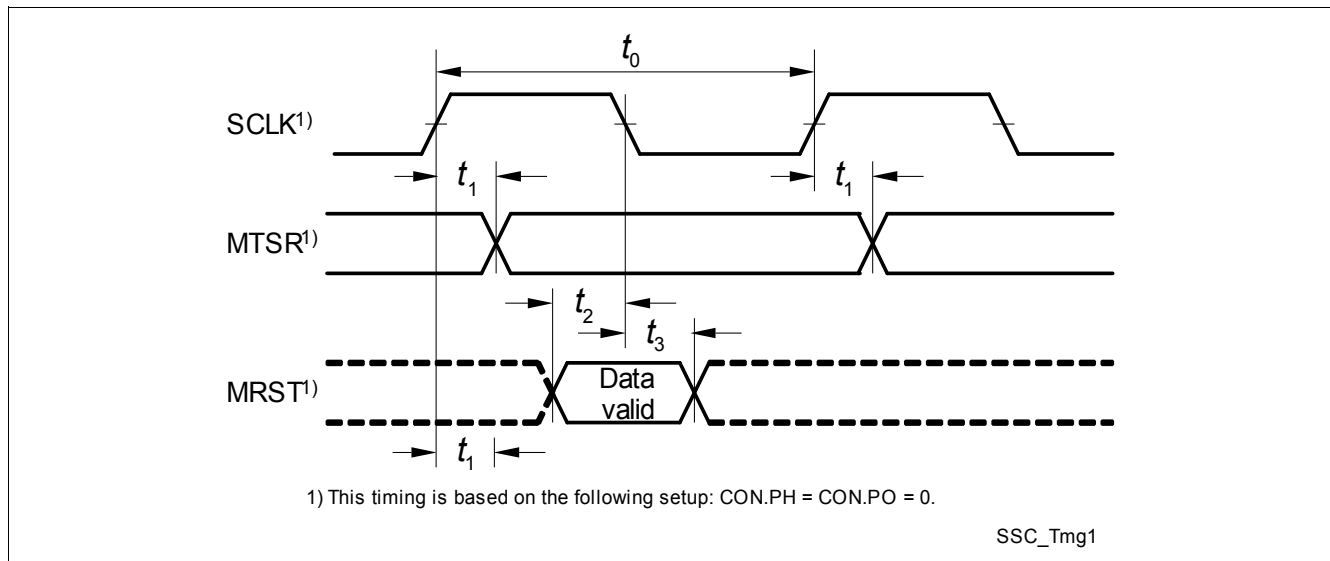 t0
SCLK1)
t1
t1
MTSR1)
t2
t3
MRST1)
Data
valid
t1
1) This timing is based on the following setup: CON.PH = CON.PO = 0.
SSC_Tmg1